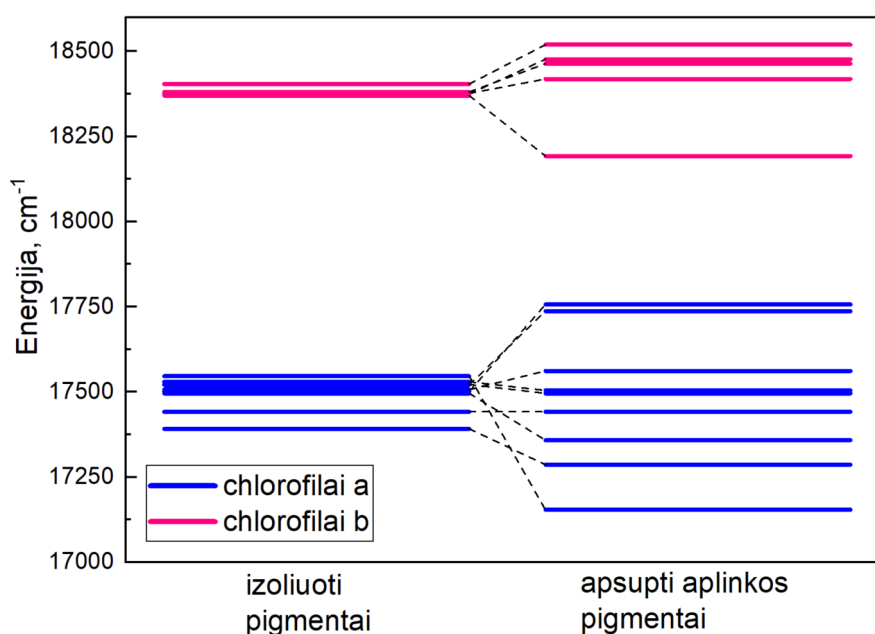 Energija, cm-1
18500
18250
18000
17750
17500
17250
17000
chlorofilai a
chlorofilai b
izoliuoti
pigmentai
apsupti aplinkos
pigmentai